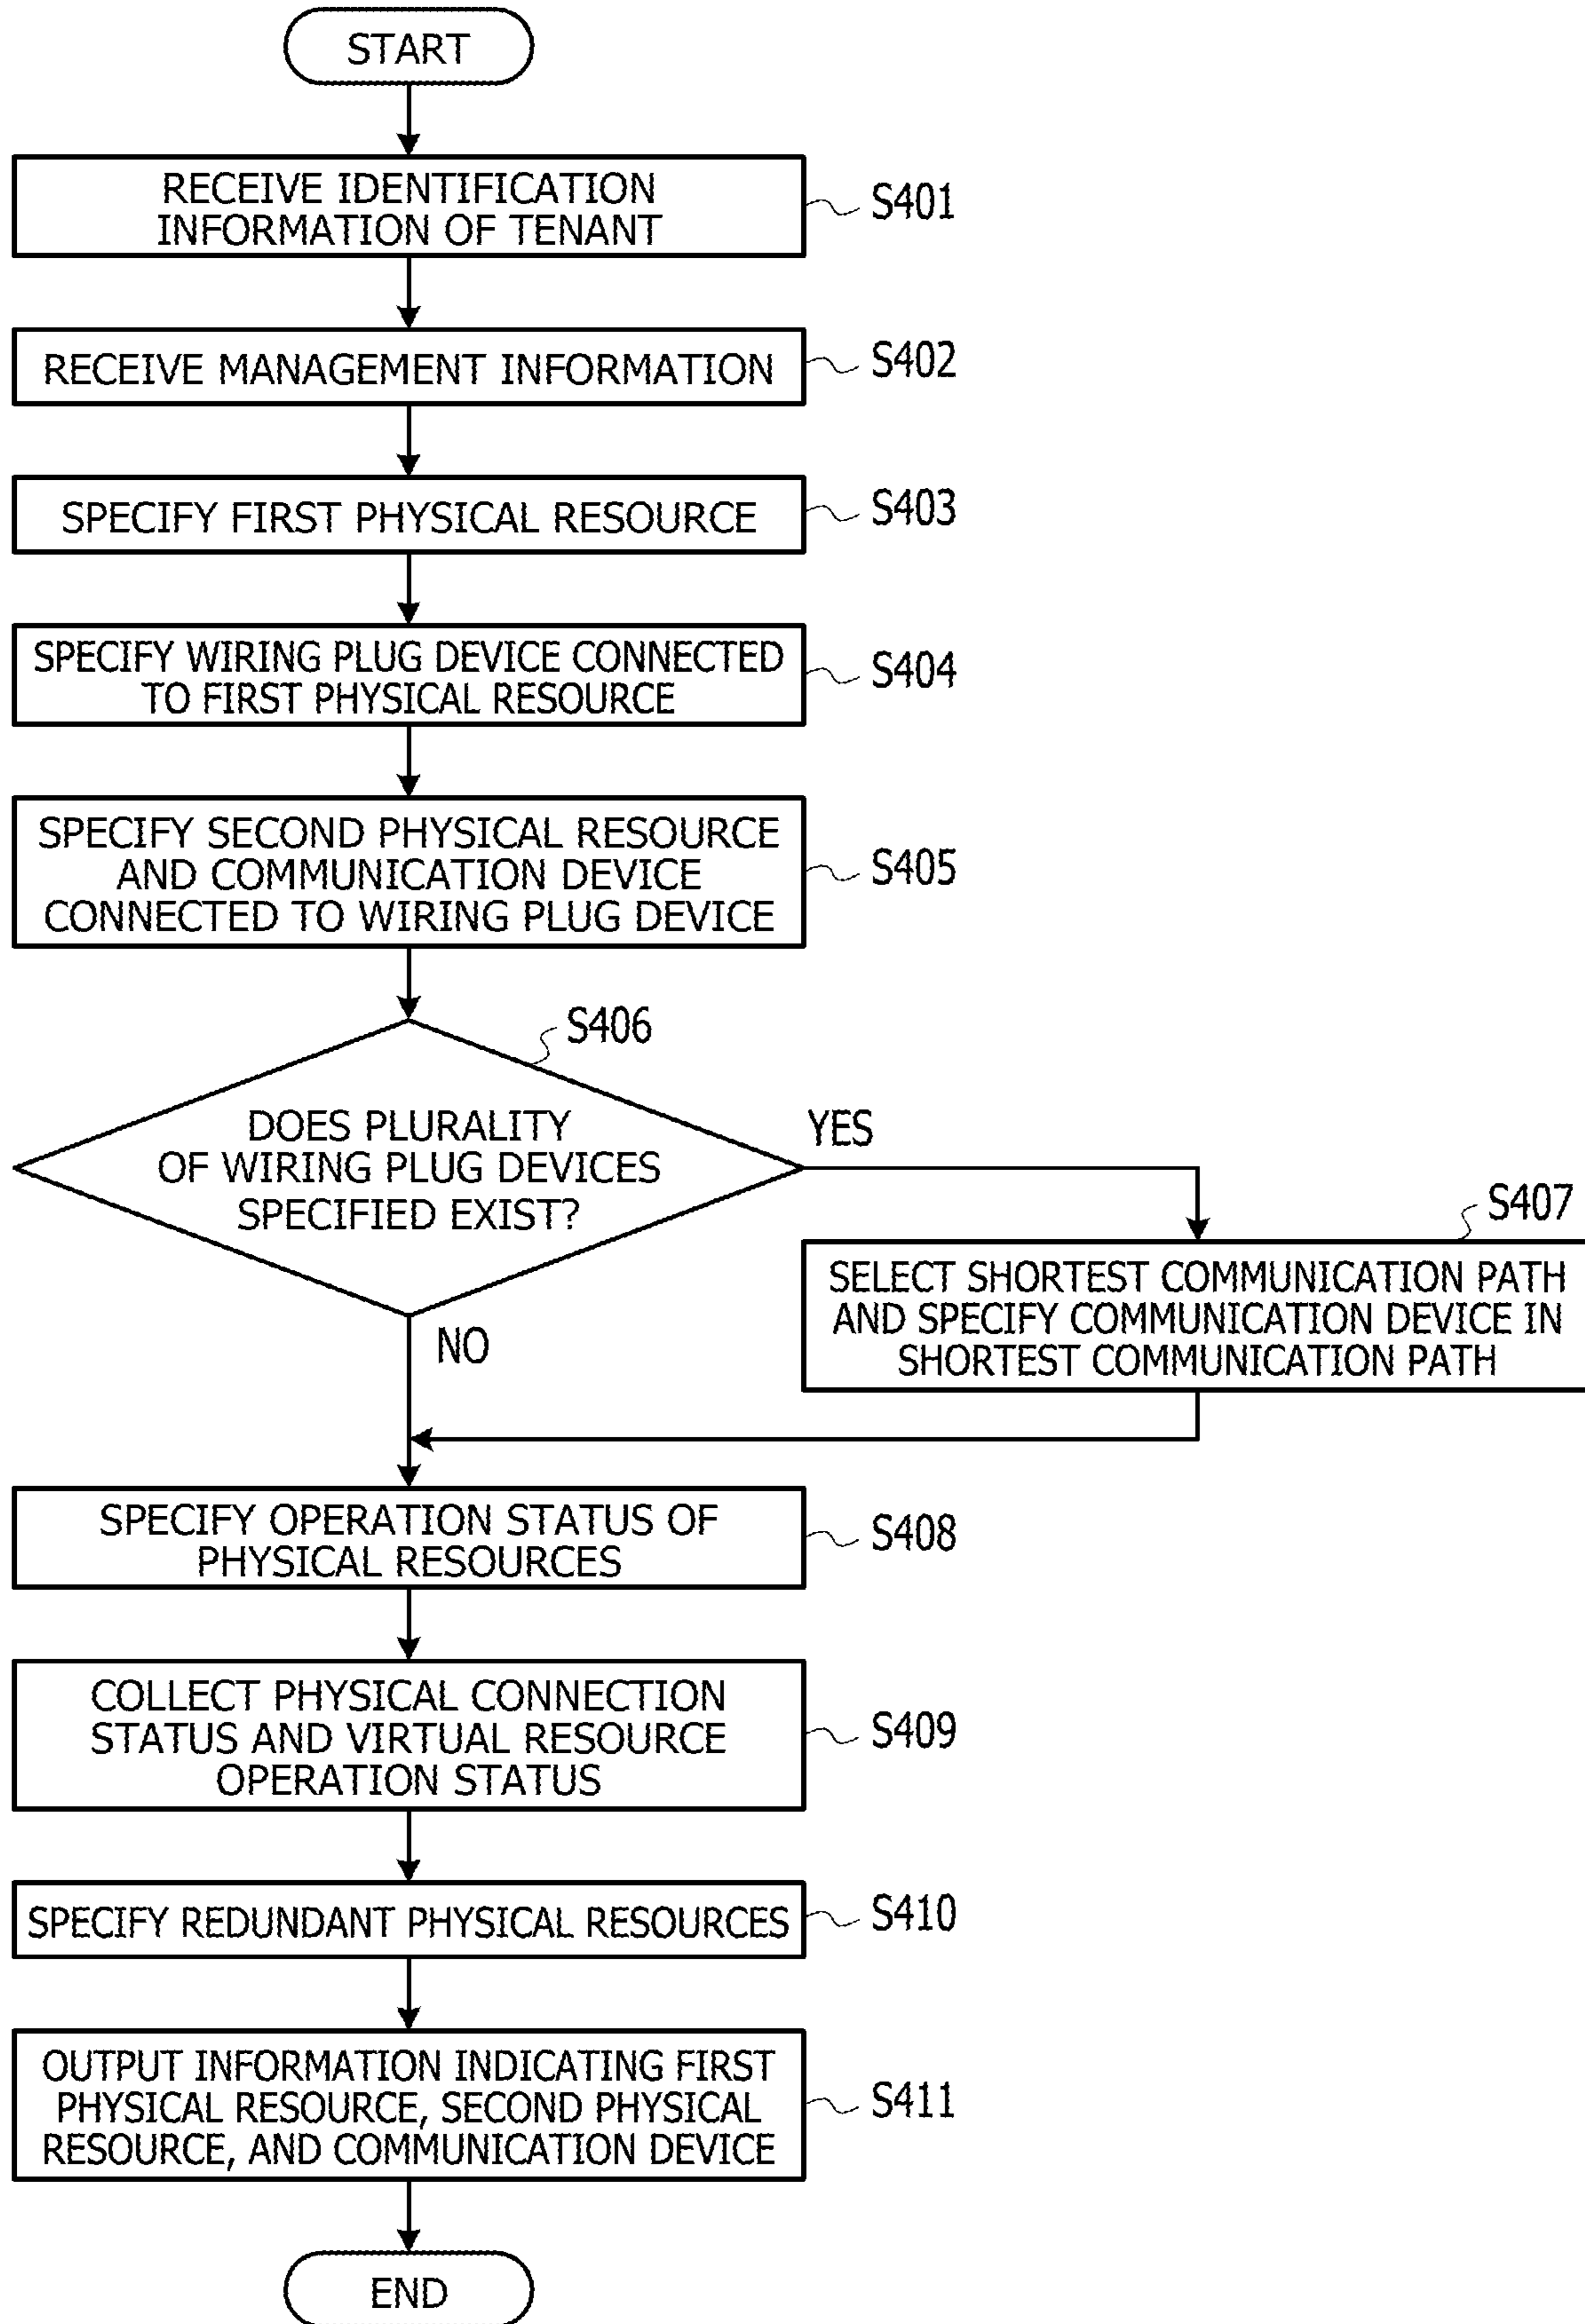 START
RECEIVE IDENTIFICATION
INFORMATION OF TENANT
S401
RECEIVE MANAGEMENT INFORMATION
S402
SPECIFY FIRST PHYSICAL RESOURCE
S403
SPECIFY WIRING PLUG DEVICE CONNECTED
TO FIRST PHYSICAL RESOURCE
S404
SPECIFY SECOND PHYSICAL RESOURCE
AND COMMUNICATION DEVICE
CONNECTED TO WIRING PLUG DEVICE
S405
S406
DOES PLURALITY
OF WIRING PLUG DEVICES
SPECIFIED EXIST?
YES
NO
S407
SELECT SHORTEST COMMUNICATION PATH
AND SPECIFY COMMUNICATION DEVICE IN
SHORTEST COMMUNICATION PATH
SPECIFY OPERATION STATUS OF
PHYSICAL RESOURCES
S408
COLLECT PHYSICAL CONNECTION
STATUS AND VIRTUAL RESOURCE
OPERATION STATUS
S409
SPECIFY REDUNDANT PHYSICAL RESOURCES
S410
OUTPUT INFORMATION INDICATING FIRST
PHYSICAL RESOURCE, SECOND PHYSICAL
RESOURCE, AND COMMUNICATION DEVICE
S411
END